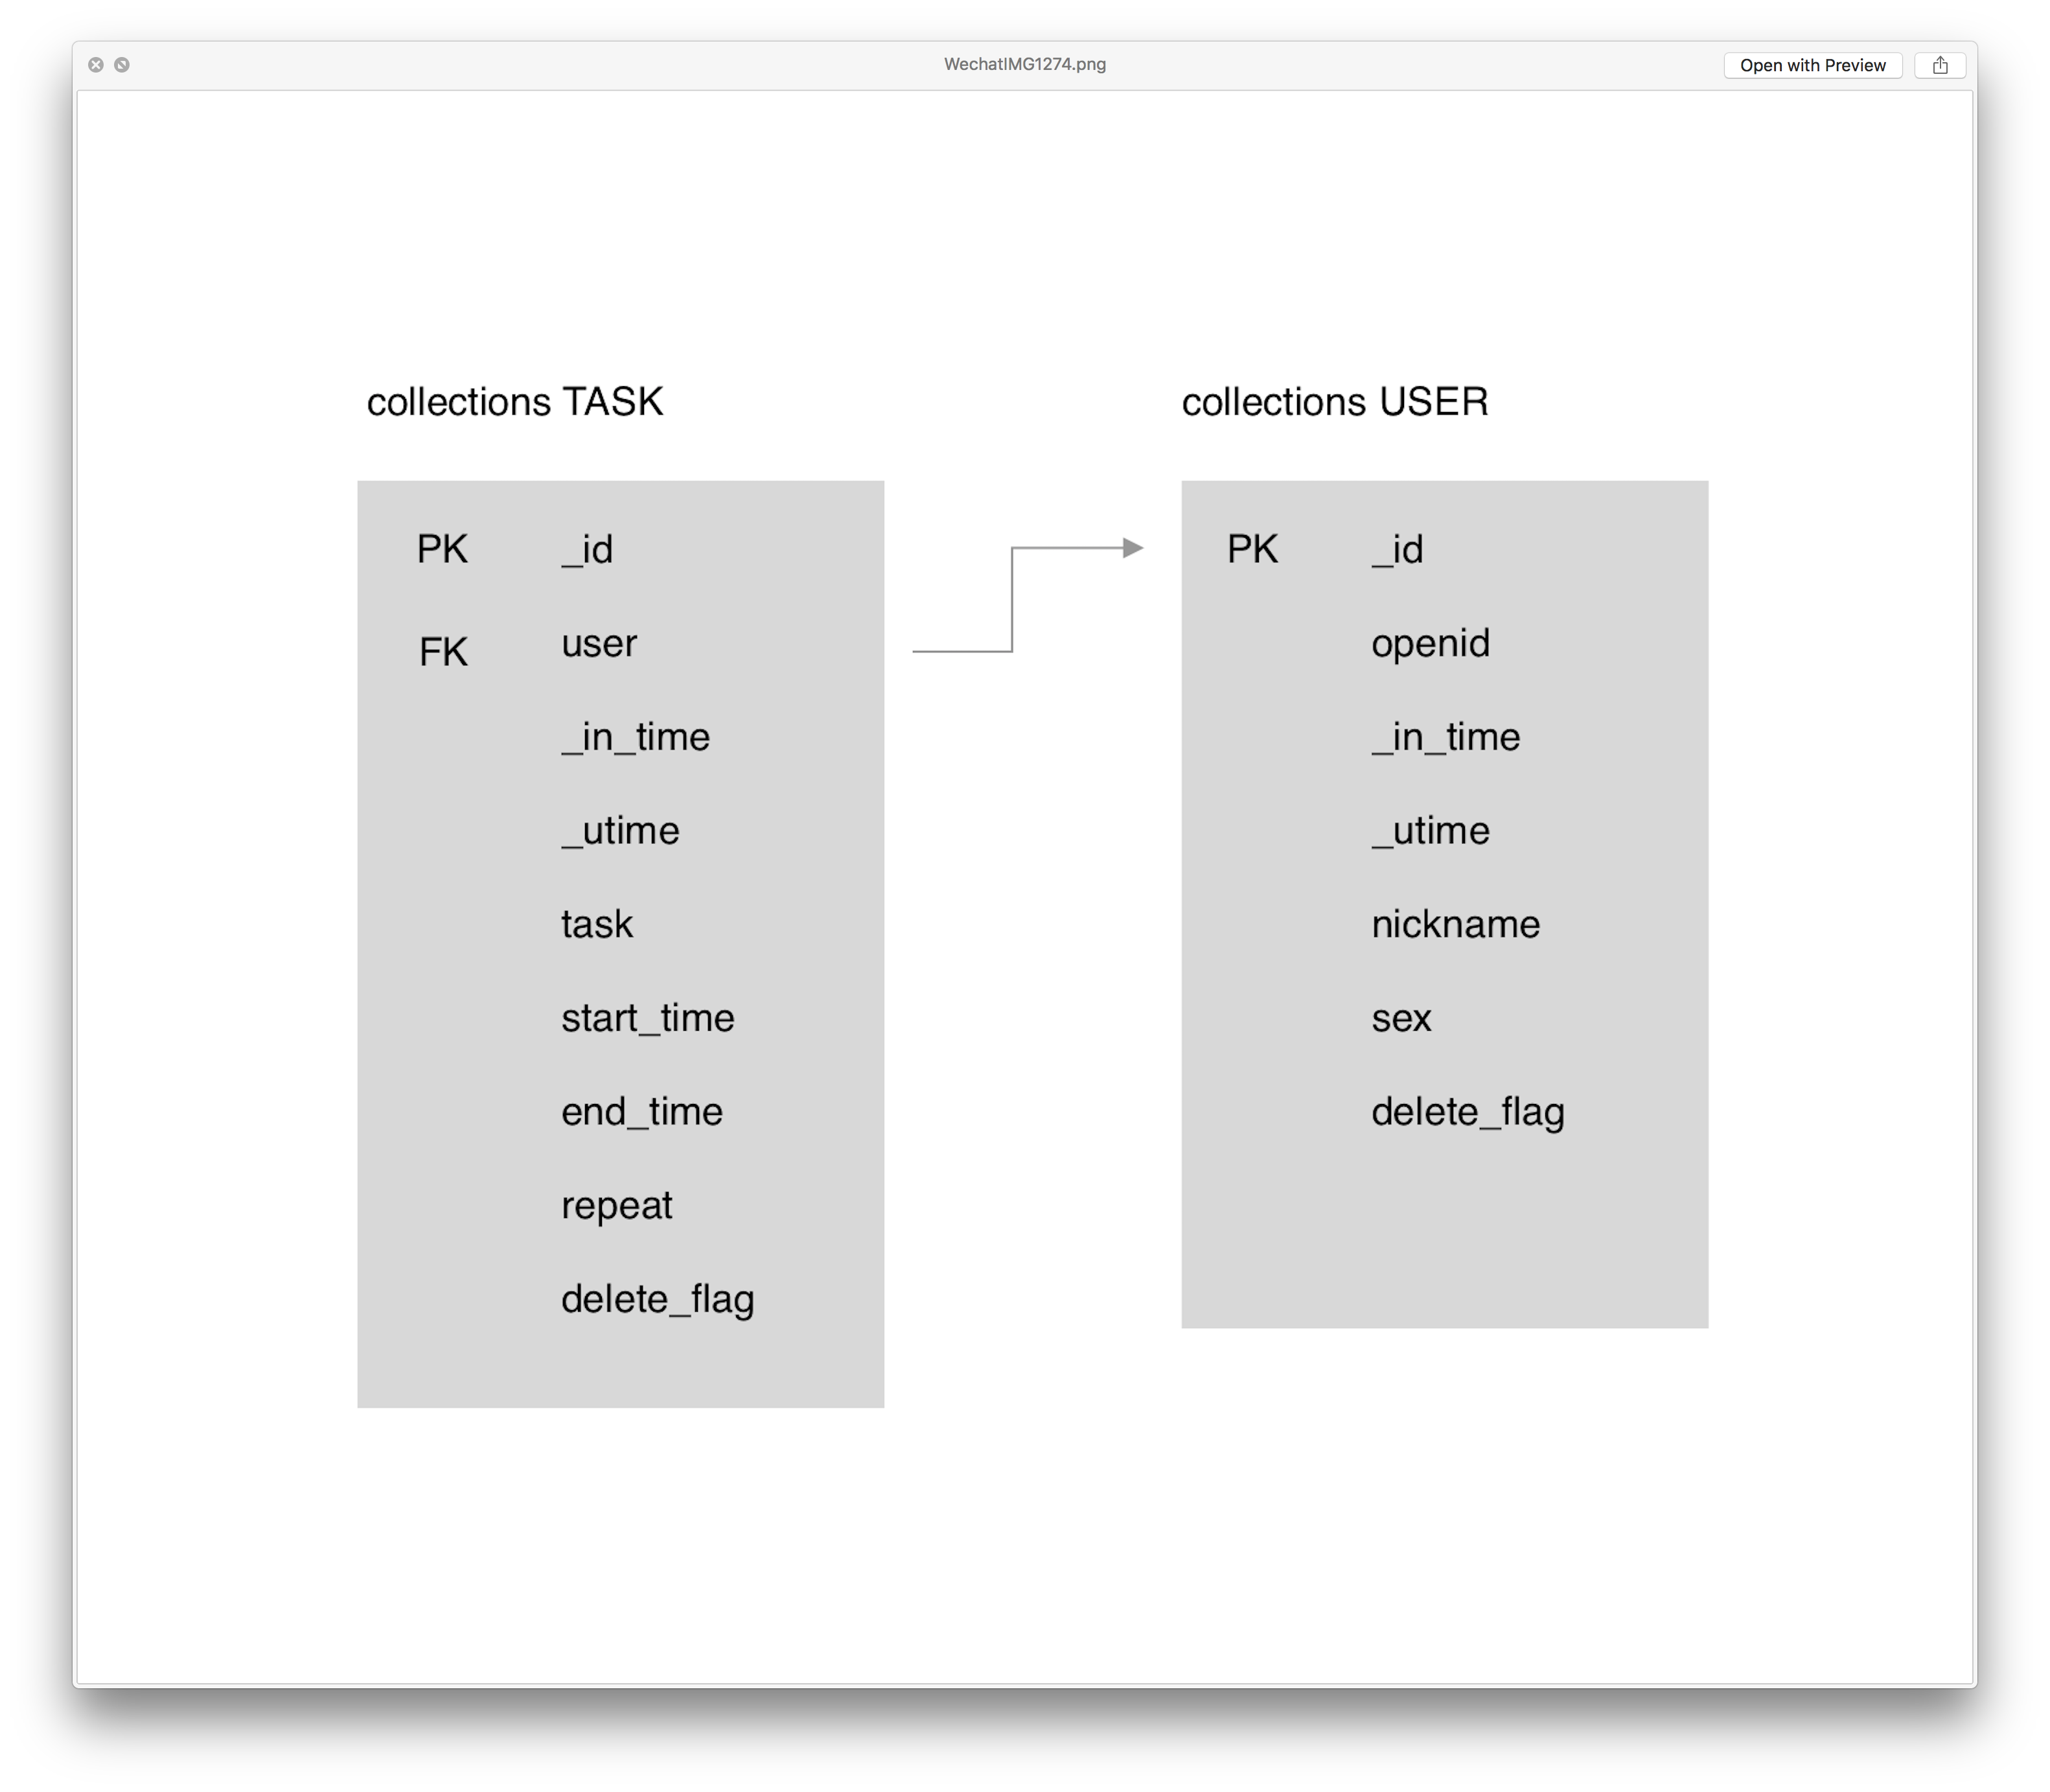 WechatIMG1274.png
Open with Preview
collections TASK
PK _id
FK user
_in_time
_utime
task
start_time
end_time
repeat
delete_flag
collections USER
PK _id
openid
_in_time
_utime
nickname
sex
delete_flag